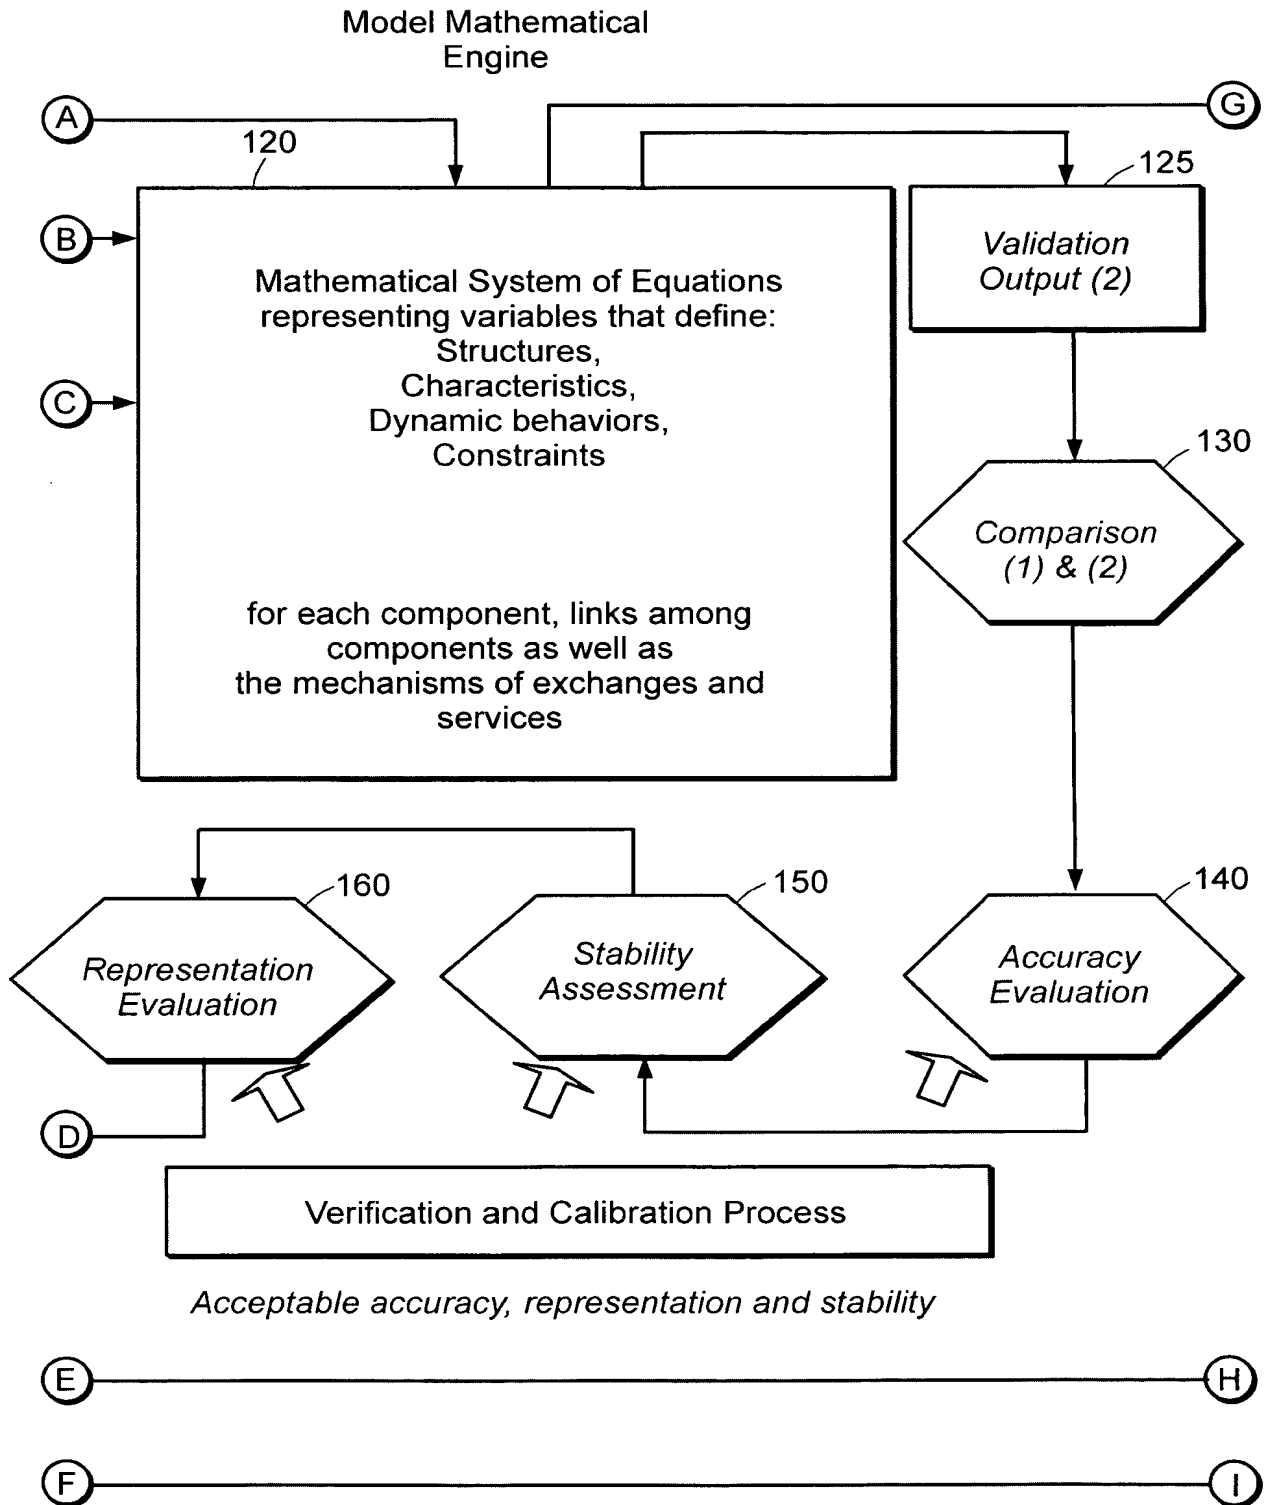 Model Mathematical
Engine
A
G
120
125
B
Validation
Output (2)
Mathematical System of Equations
representing variables that define:
Structures,
Characteristics,
Dynamic behaviors,
Constraints
C
130
Comparison
(1) & (2)
for each component, links among
components as well as
the mechanisms of exchanges and
services
160
150
140
Representation
Evaluation
Stability
Assessment
Accuracy
Evaluation
D
Verification and Calibration Process
Acceptable accuracy, representation and stability
E
H
F
I